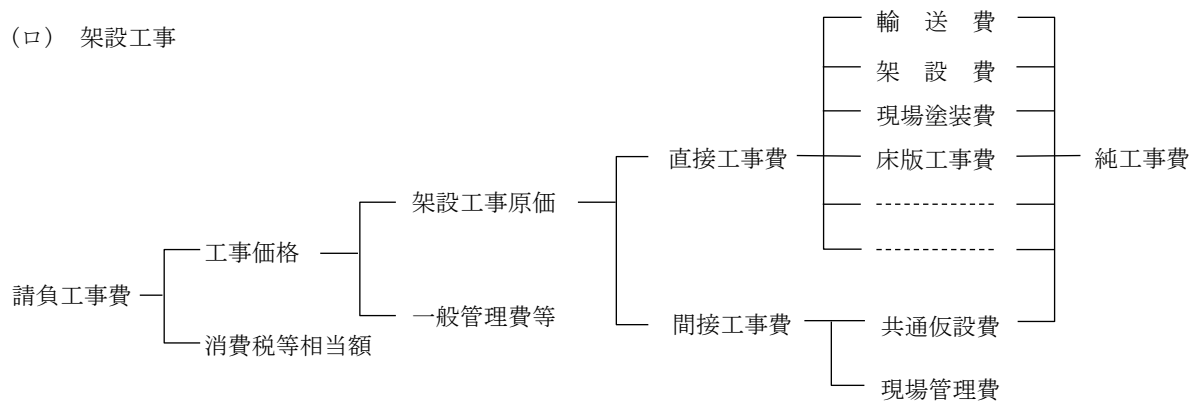 (ロ) 架設工事
輸 送 費
架 設 費
現場塗装費
直接工事費
床版工事費
純工事費
架設工事原価
工事価格
請負工事費
一般管理費等
間接工事費
共通仮設費
消費税等相当額
現場管理費